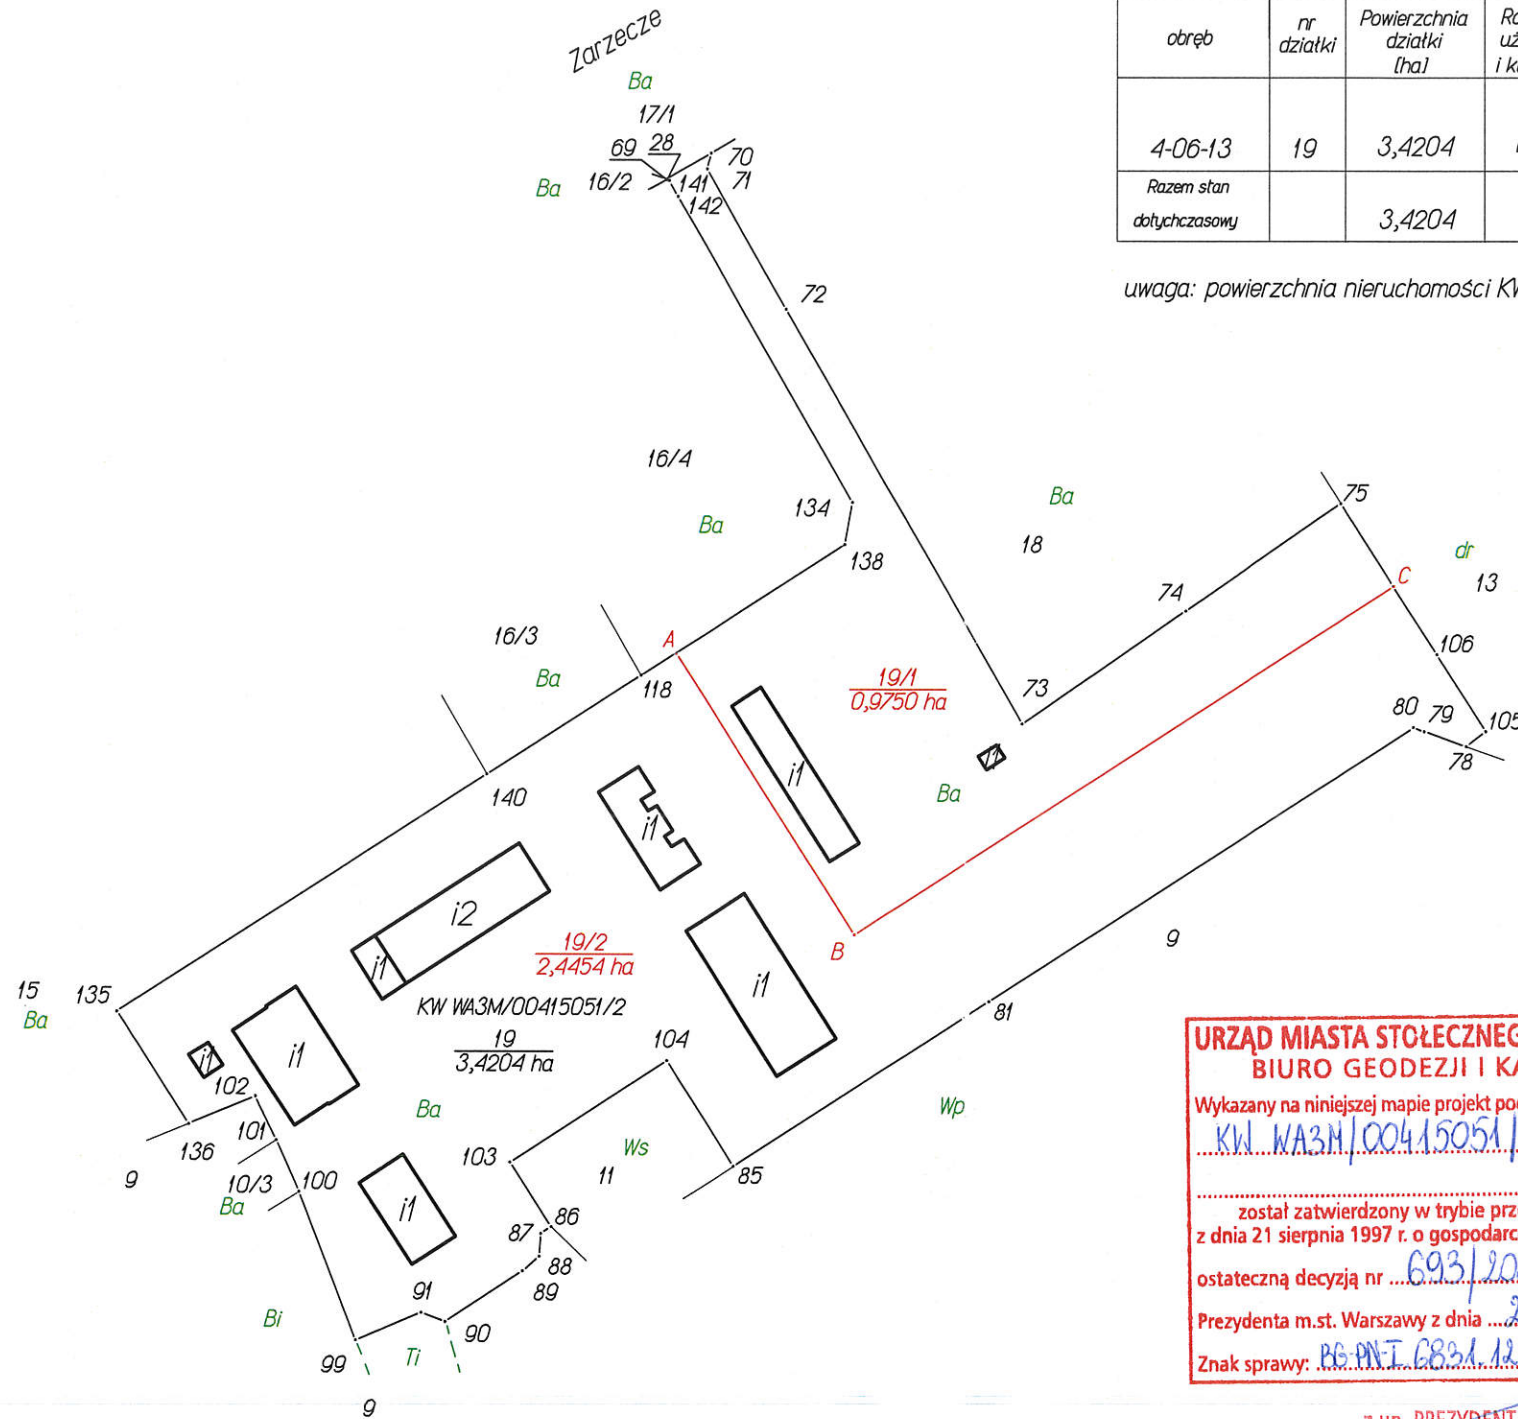 Zarzecze
Ba
17/1
69 28
70
16/2
141
71
Ba
142
72
16/4
Ba
134
138
Ba
18
75
dr
13
C
74
106
16/3
A
Ba
118
19/1
0,9750 ha
73
80 79
105
78
140
i1
Ba
i1
i2
i1
19/2
2,4454 ha
B
9
i1
KW WA3M/00415051/2
15
135
Ba
19
3,4204 ha
104
81
i1
102
Ba
Wp
101
136
103
Ws
11
85
9
10/3
100
Ba
i1
86
87
88
89
91
90
Bi
99
Ti
9
obręb
nr działki
Powierzchnia działki [ha]
4-06-13 19 3,4204
Razem stan dotychczasowy
3,4204
uwaga: powierzchnia nieruchomości
URZĄD MIASTA STOŁECZNEG
BIURO GEODEZJI I KA
Wykazany na niniejszej mapie projekt
KW WA3M/00415051/
został zatwierdzony w trybie
z dnia 21 sierpnia 1997 r. o
ostateczną decyzją nr 693/20
Prezydenta m.st. Warszawy z dnia 2
Znak sprawy: BG-PN-I.6831.12